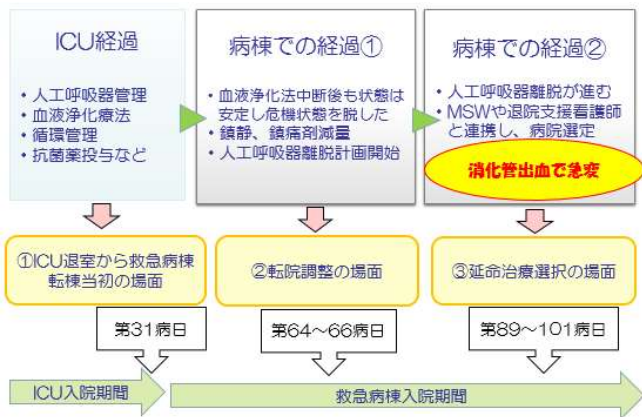 ICU経過
・人工呼吸器管理
・血液浄化療法
・循環管理
・抗菌薬投与など
病棟での経過①
・血液浄化法中断後も状態は
安定し危機状態を脱した
・鎮静、鎮痛剤減量
・人工呼吸器離脱計画開始
病棟での経過②
・人工呼吸器離脱が進む
・MSWや退院支援看護師
と連携し、病院選定
消化管出血で急変
①ICU退室から救急病棟
転棟当初の場面
②転院調整の場面
③延命治療選択の場面
第31病日
第64～66病日
第89～101病日
ICU入院期間
救急病棟入院期間